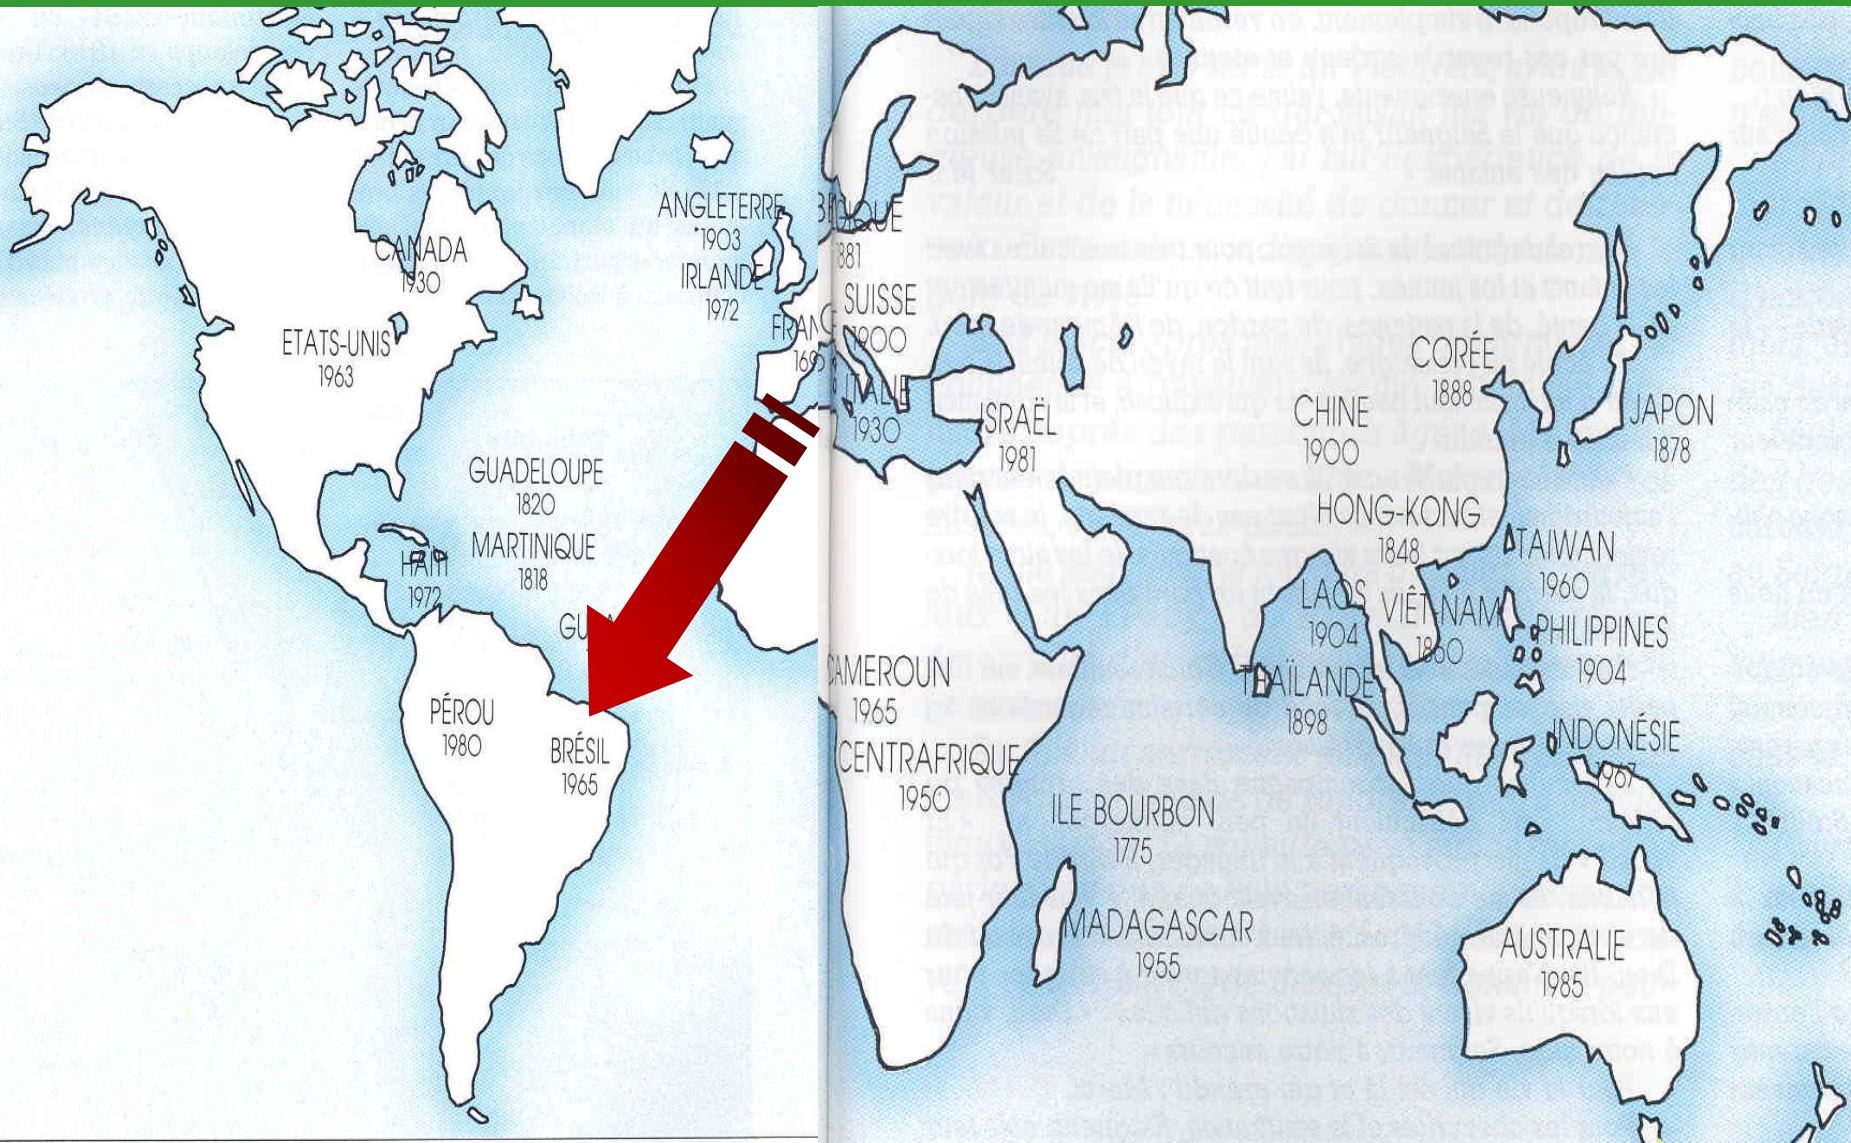 CANADA
1930
ETATS-UNIS
1963
GUADELOUPE
1820
MARTINIQUE
1818
HAÏTI
1972
PÉROU
1980
BRÉSIL
1965
ANGLETERRE
1903
IRLANDE
1972
SUISSE
1900
ITALIE
1930
ISRAËL
1981
CAMEROUN
1965
CENTRAFRIQUE
1950
ILE BOURBON
1775
MADAGASCAR
1955
CORÉE
1888
CHINE
1900
JAPON
1878
HONG-KONG
1848
TAIWAN
1960
LAOS
1904
VIÊT-NAM
1860
PHILIPPINES
1904
THAÏLANDE
1898
INDONÉSIE
1967
AUSTRALIE
1985